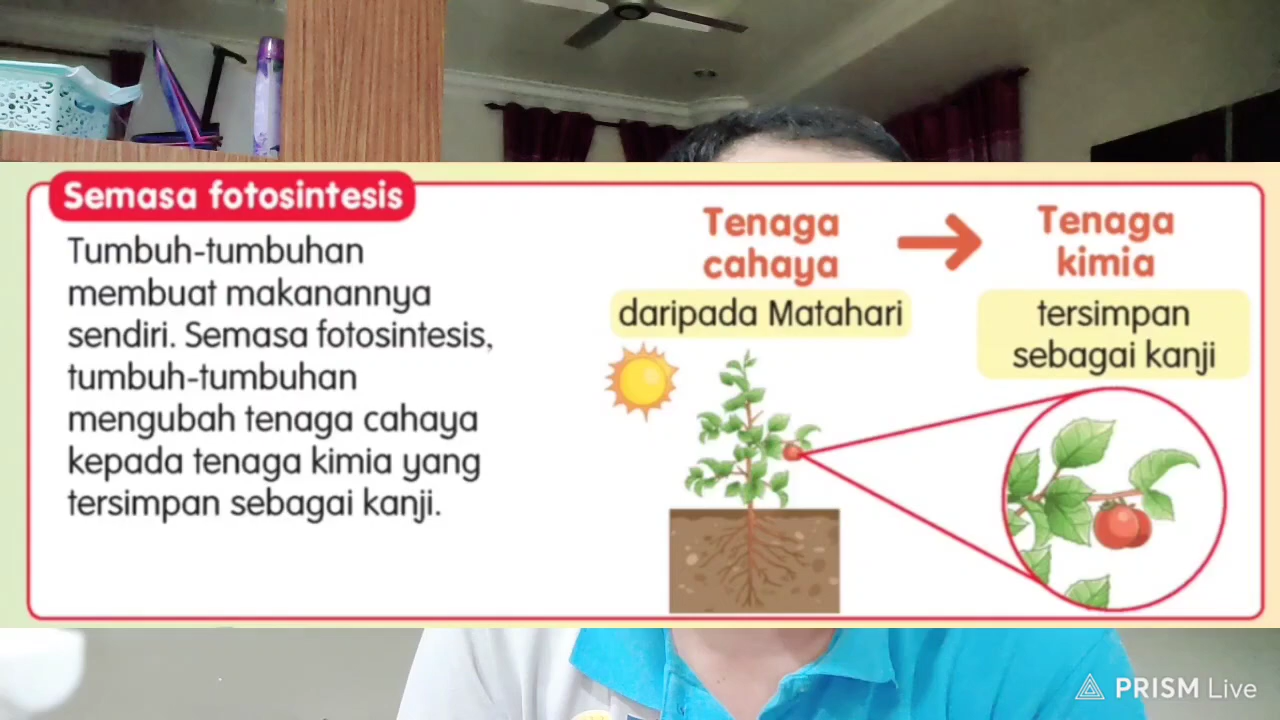 Semasa fotosintesis
Tumbuh-tumbuhan
membuat makanannya
sendiri. Semasa fotosintesis,
tumbuh-tumbuhan
mengubah tenaga cahaya
kepada tenaga kimia yang
tersimpan sebagai kanji.
Tenaga
cahaya
daripada Matahari
Tenaga
kimia
tersimpan
sebagai kanji
PRISM Live